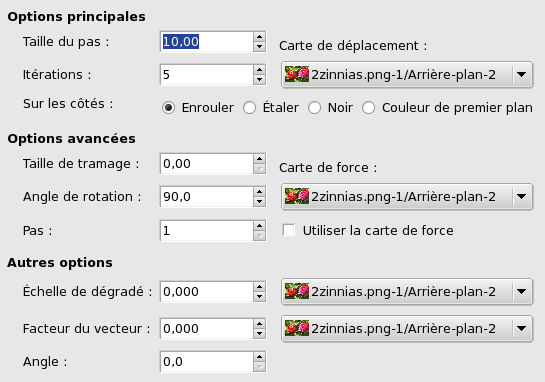 Options principales
Taille du pas : 10,00 Carte de déplacement :
Itérations : 5 2zinnias.png-1/Arrière-plan-2
Sur les côtés : Enrouler Étaler Noir Couleur de premier plan
Options avancées
Taille de tramage : 0,00 Carte de force :
Angle de rotation : 90,0 2zinnias.png-1/Arrière-plan-2
Pas : 1 Utiliser la carte de force
Autres options
Échelle de dégradé : 0,000 2zinnias.png-1/Arrière-plan-2
Facteur du vecteur : 0,000 2zinnias.png-1/Arrière-plan-2
Angle : 0,0